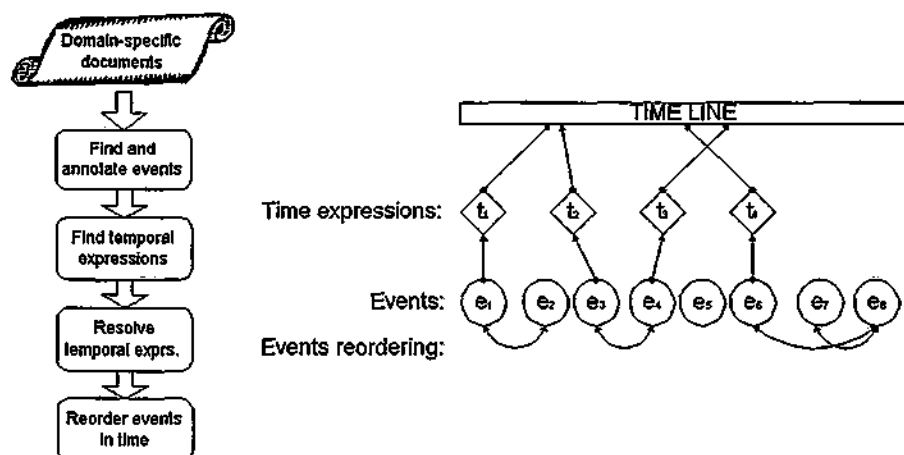 Domain-specific
documents
Find and
annotate events
Find temporal
expressions
Resolve
temporal exprs.
Reorder events
in time
TIME LINE
Time expressions: t₁ t₂ t₃ t₄
Events: e₁ e₂ e₃ e₄ e₅ e₆ e₇ e₈
Events reordering: